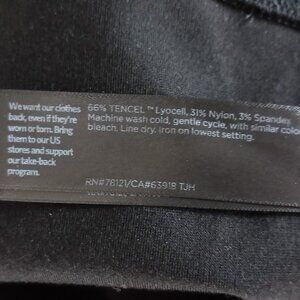 We want our clothes
back, even if they're
worn or torn. Bring
them to our US
stores and support
our take-back
program.
66% TENCEL™ Lyocell, 31% Nylon, 3% Spandex
Machine wash cold, gentle cycle, with similar
bleach. Line dry. Iron on lowest setting.
RN#78121/CA#63918 TJH